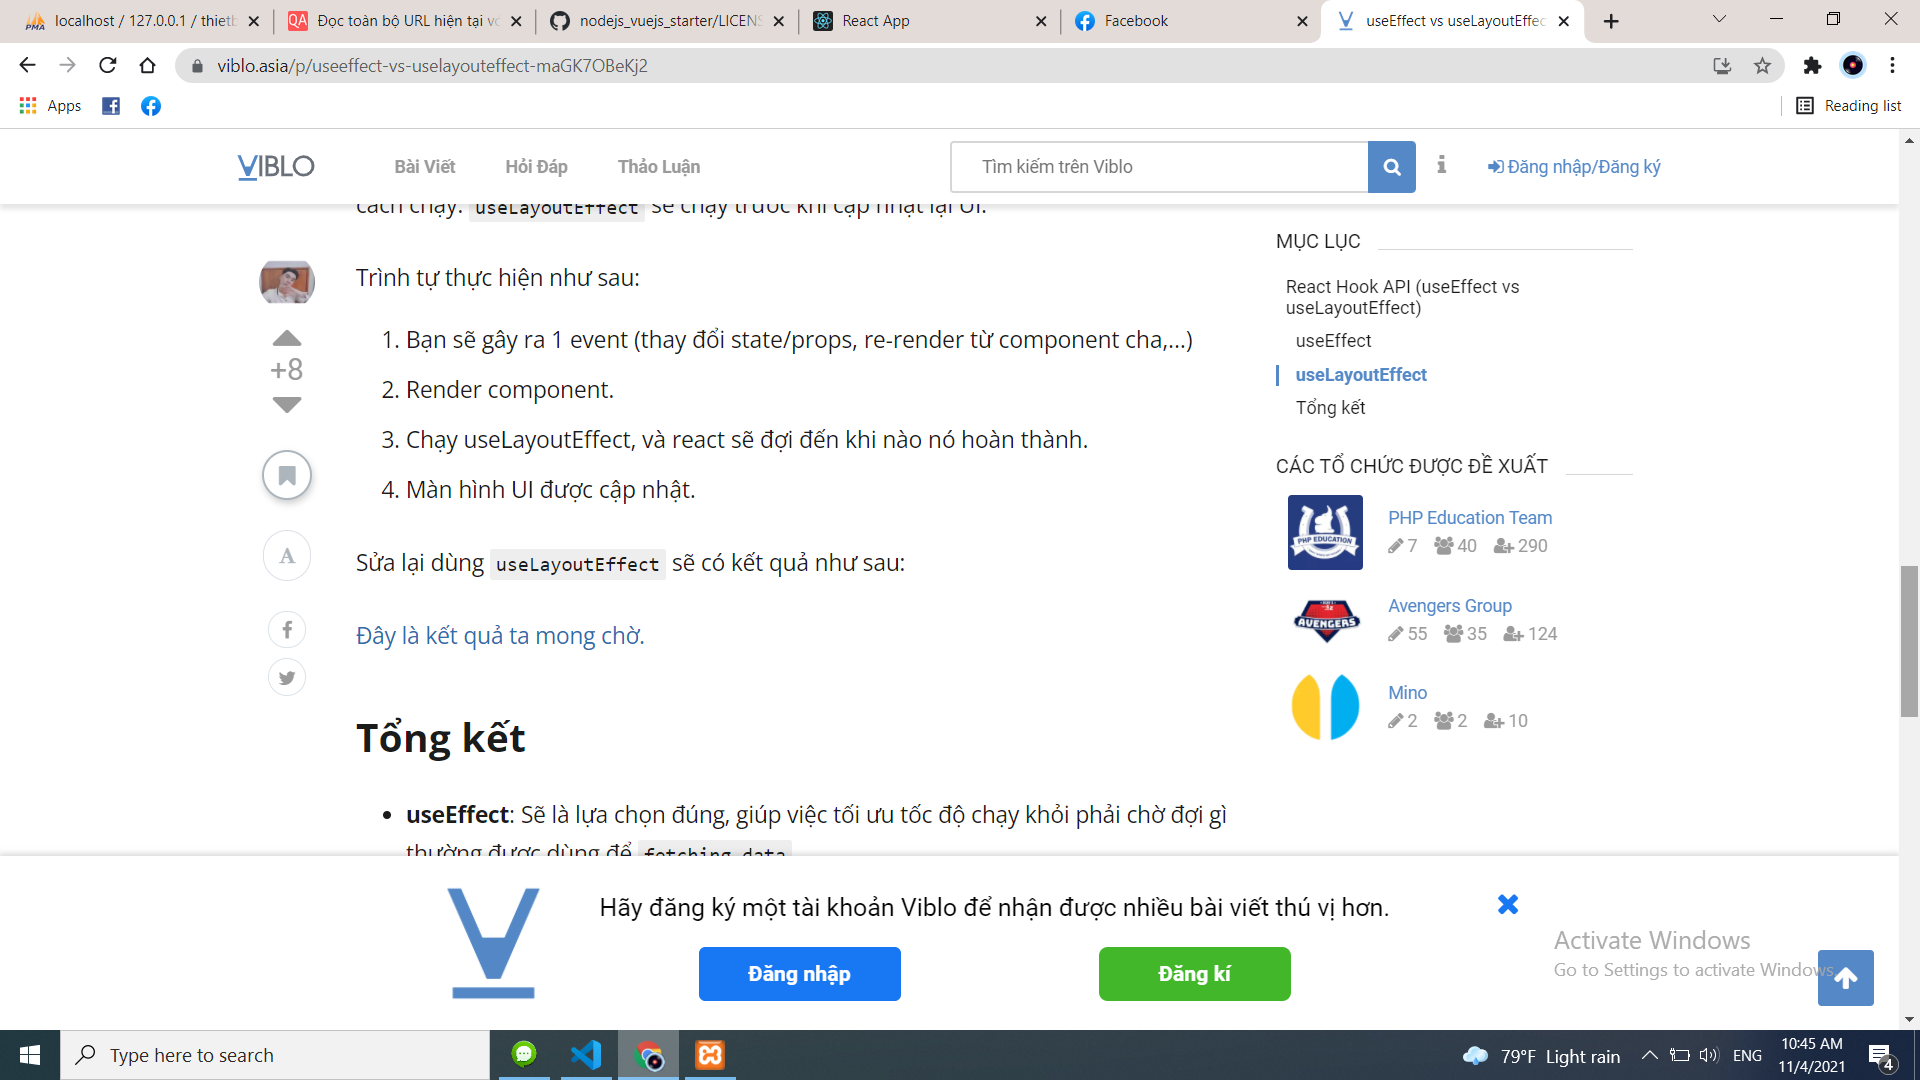 localhost / 127.0.0.1 / thietb
Đọc toàn bộ URL hiện tại vớ
nodejs_vuejs_starter/LICENS
React App
Facebook
useEffect vs useLayoutEffec
viblo.asia/p/useeffect-vs-uselayouteffect-maGK7OBeKj2
Apps
Reading list
VIBLO
Bài Viết
Hỏi Đáp
Thảo Luận
Tìm kiếm trên Viblo
Đăng nhập/Đăng ký
cách chạy. useLayoutEffect sẽ chạy trước khi cập nhật lại UI.
Trình tự thực hiện như sau:
1. Bạn sẽ gây ra 1 event (thay đổi state/props, re-render từ component cha,...)
2. Render component.
3. Chạy useLayoutEffect, và react sẽ đợi đến khi nào nó hoàn thành.
4. Màn hình UI được cập nhật.
Sửa lại dùng useLayoutEffect sẽ có kết quả như sau:
Đây là kết quả ta mong chờ.
Tổng kết
useEffect: Sẽ là lựa chọn đúng, giúp việc tối ưu tốc độ chạy khỏi phải chờ đợi gì
thường được dùng để fetching data
+8
A
MỤC LỤC
React Hook API (useEffect vs
useLayoutEffect)
useEffect
useLayoutEffect
Tổng kết
CÁC TỔ CHỨC ĐƯỢC ĐỀ XUẤT
PHP EDUCATION
PHP Education Team
7 40 290
AVENGERS
Avengers Group
55 35 124
Mino
2 2 10
Hãy đăng ký một tài khoản Viblo để nhận được nhiều bài viết thú vị hơn.
Đăng nhập
Đăng kí
Activate Windows
Go to Settings to activate Windows.
Type here to search
79°F Light rain
ENG
10:45 AM
11/4/2021
4